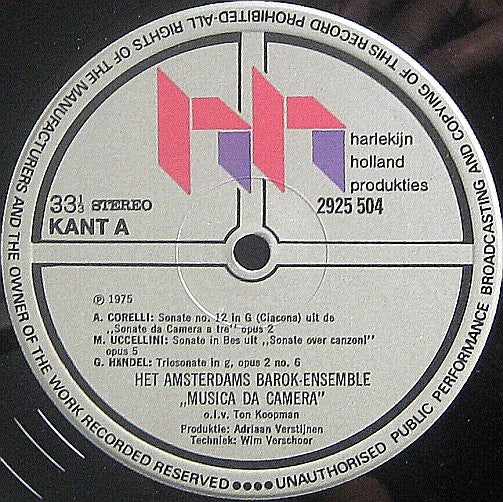 ALL RIGHTS OF THE MANUFACTURERS AND THE OWNER OF THE WORK RECORDED RESERVED ●●●● UNAUTHORISED PUBLIC PERFORMANCE BROADCASTING AND COPYING OF THIS RECORD PROHIBITED-
harlekijn
holland
produkties
33⅓ STEREO
2925 504
KANT A
℗ 1975
A. CORELLI: Sonate no. 12 in G (Ciacona) uit de
„Sonate da Camera a tre" opus 2
M. UCCELLINI: Sonate in Bes uit „Sonate over canzoni"
opus 5
G. HÄNDEL: Triosonate in g, opus 2 no. 6
HET AMSTERDAMS BAROK-ENSEMBLE
„MUSICA DA CAMERA"
o.l.v. Ton Koopman
Produktie: Adriaan Verstijnen
Techniek: Wim Verschoor